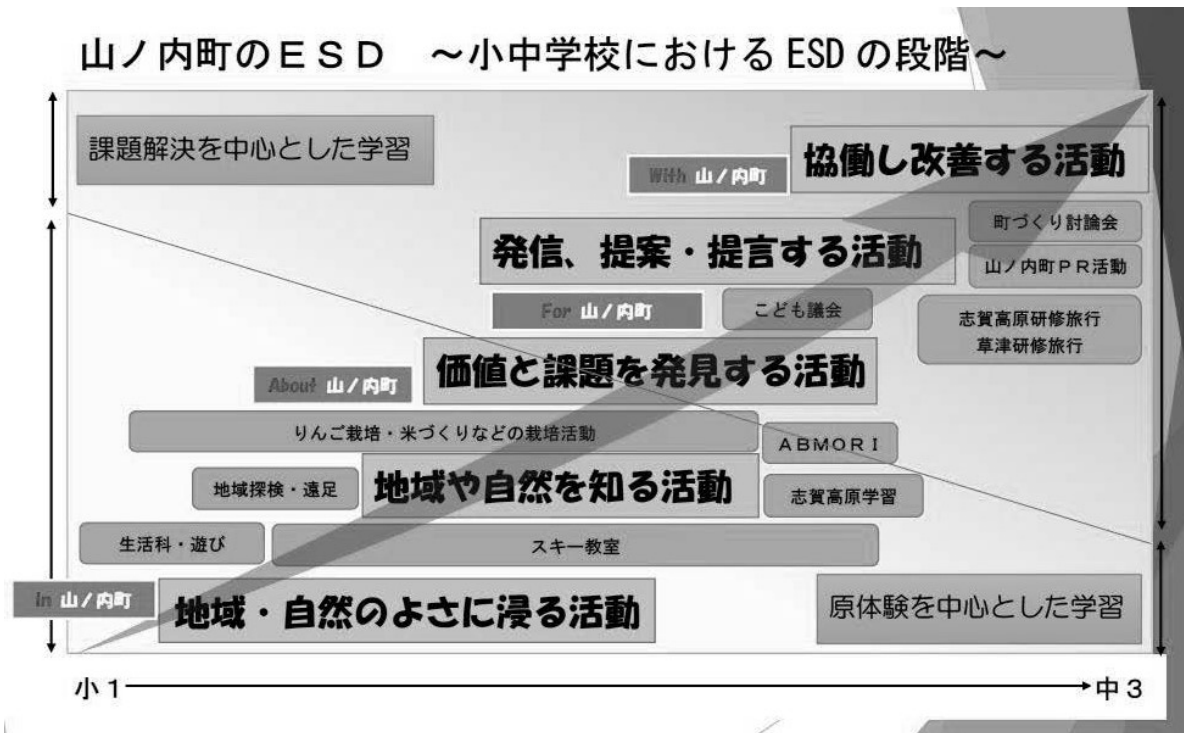 山ノ内町のESD ～小中学校におけるESDの段階～
課題解決を中心とした学習
協働し改善する活動
With 山ノ内町
町づくり討論会
発信、提案・提言する活動
山ノ内町PR活動
For 山ノ内町
こども議会
志賀高原研修旅行
草津研修旅行
価値と課題を発見する活動
About 山ノ内町
りんご栽培・米づくりなどの栽培活動
ABMORI
地域探検・遠足
地域や自然を知る活動
志賀高原学習
生活科・遊び
スキー教室
In 山ノ内町
地域・自然のよさに浸る活動
原体験を中心とした学習
小1
中3